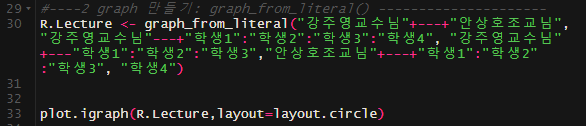 29 #----2 graph 만들기: graph_from_literal()
30 R.Lecture <- graph_from_literal("강주영교수님"+---+"안상호조교님",
"강주영교수님"---+"학생1":"학생2":"학생3":"학생4", "강주영교수님"
+---"학생1":"학생2":"학생3","안상호조교님"+---+"학생1":"학생2"
:"학생3", "학생4")
31
32
33 plot.igraph(R.Lecture,layout=layout.circle)